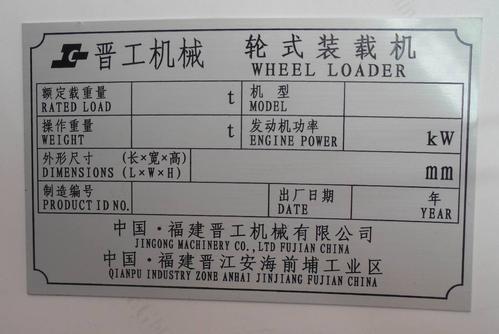 晋工机械 轮式装载机
WHEEL LOADER
额定载重量 t 机 型
RATED LOAD MODEL
操作重量 t 发动机功率 kW
WEIGHT ENGINE POWER
外形尺寸 (长×宽×高) mm
DIMENSIONS (L×W×H)
制造编号 出厂日期 年
PRODUCT ID NO. DATE YEAR
中国·福建晋工机械有限公司
JINGONG MACHINERY CO., LTD FUJIAN CHINA
中国·福建晋江安海前埔工业区
QIANPU INDUSTRY ZONE ANHAI JINJIANG FUJIAN CHINA